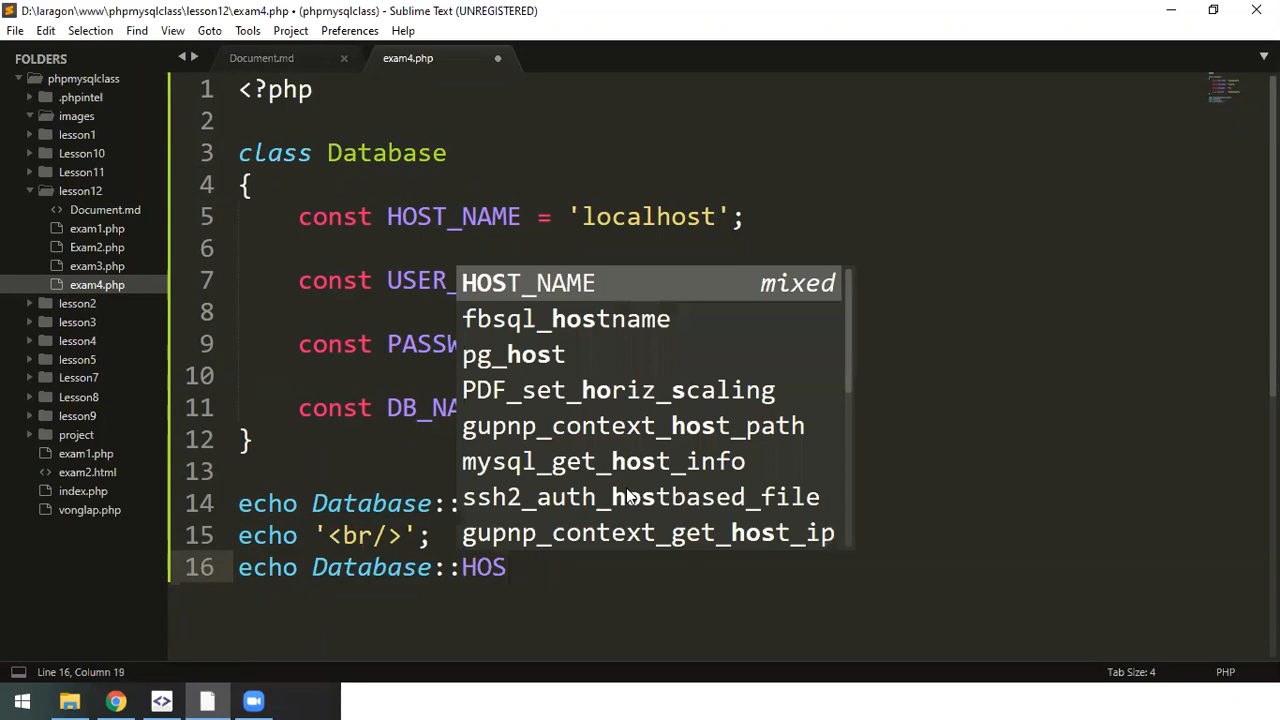 D:\laragon\www\phpmysqlclass\lesson12\exam4.php • (phpmysqlclass) - Sublime Text (UNREGISTERED)
File Edit Selection Find View Goto Tools Project Preferences Help
FOLDERS
phpmysqlclass
.phpintel
images
lesson1
Lesson10
Lesson11
lesson12
Document.md
exam1.php
Exam2.php
exam3.php
exam4.php
lesson2
lesson3
lesson4
lesson5
Lesson7
Lesson8
lesson9
project
exam1.php
exam2.html
index.php
vonglap.php
Document.md × exam4.php
1 <?php
2
3 class Database
4 {
5 const HOST_NAME = 'localhost';
6
7 const USER_
8
9 const PASSW
10
11 const DB_NA
12 }
13
14 echo Database::
15 echo '<br/>';
16 echo Database::HOS
HOST_NAME mixed
fbsql_hostname
pg_host
PDF_set_horiz_scaling
gupnp_context_host_path
mysql_get_host_info
ssh2_auth_hostbased_file
gupnp_context_get_host_ip
Line 16, Column 19 Tab Size: 4 PHP